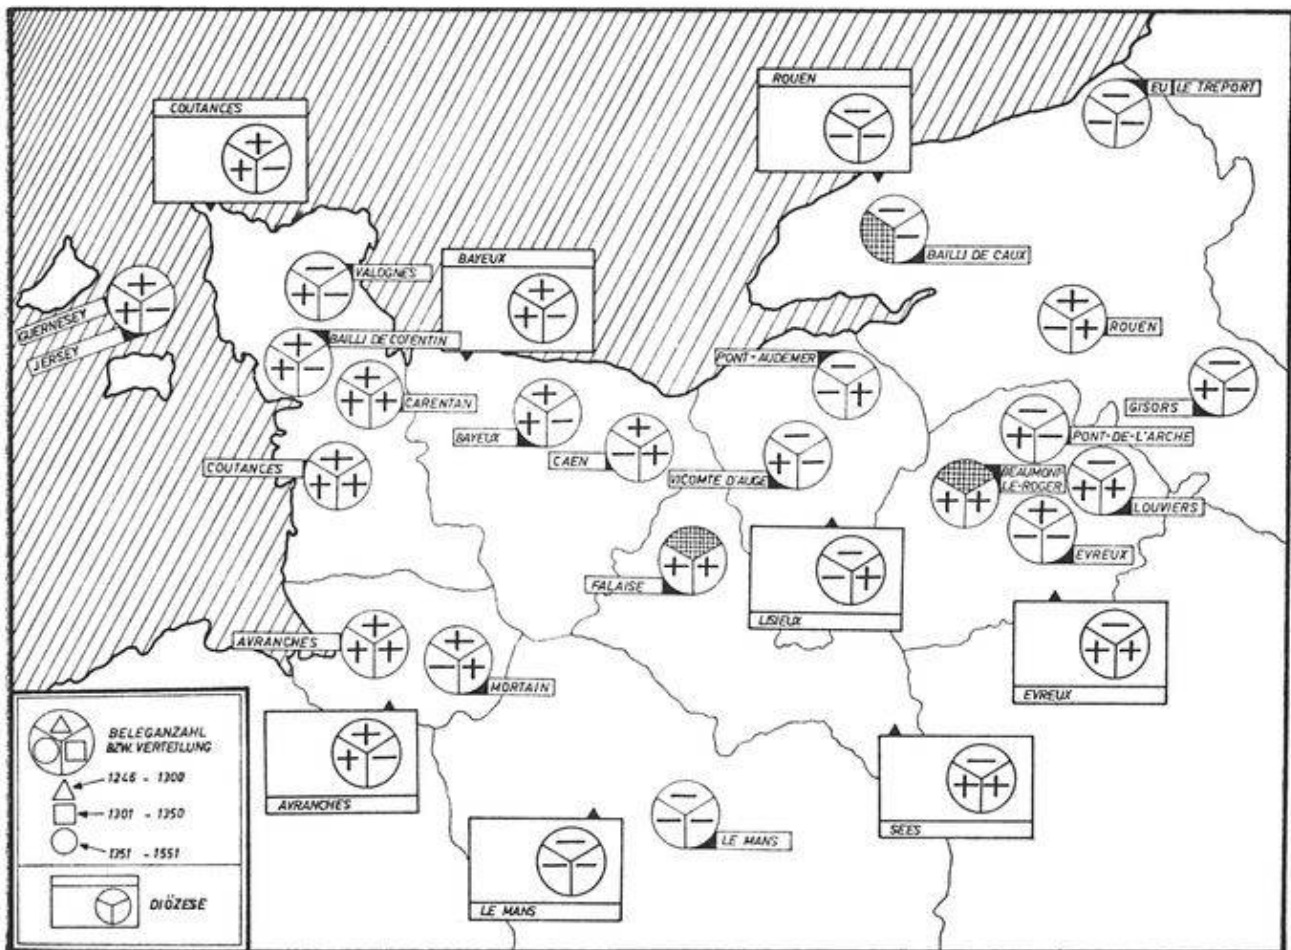 COUTANCES
ROUEN
EU
LE TREPORT
BAILLI DE CAUX
VALOGNES
BAYEUX
GUERNESEY
JERSEY
BAILLI DE COTENTIN
ROUEN
PONT-AUDEMER
CARENTAN
GISORS
BAYEUX
CAEN
PONT-DE-L'ARCHE
COUTANCES
VICOMTE D'AUGE
BEAUMONT-
LE-ROGER
LOUVIERS
EVREUX
FALAISE
LISIEUX
AVRANCHES
MORTAIN
EVREUX
AVRANCHES
SEES
LE MANS
LE MANS
BELEGANZAHL
BZW. VERTEILUNG
1246 - 1300
1301 - 1350
1351 - 1551
DIÖZESE